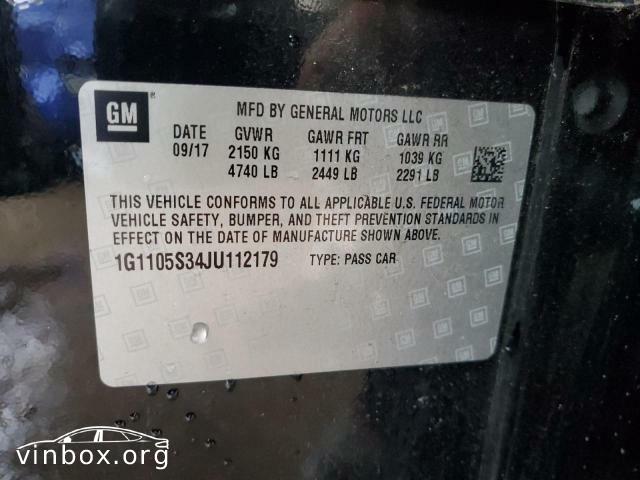 GM
MFD BY GENERAL MOTORS LLC
DATE GVWR GAWR FRT GAWR RR
09/17 2150 KG 1111 KG 1039 KG
4740 LB 2449 LB 2291 LB
THIS VEHICLE CONFORMS TO ALL APPLICABLE U.S. FEDERAL MOTOR
VEHICLE SAFETY, BUMPER, AND THEFT PREVENTION STANDARDS IN
EFFECT ON THE DATE OF MANUFACTURE SHOWN ABOVE.
1G1105S34JU112179 TYPE: PASS CAR
vinbox.org